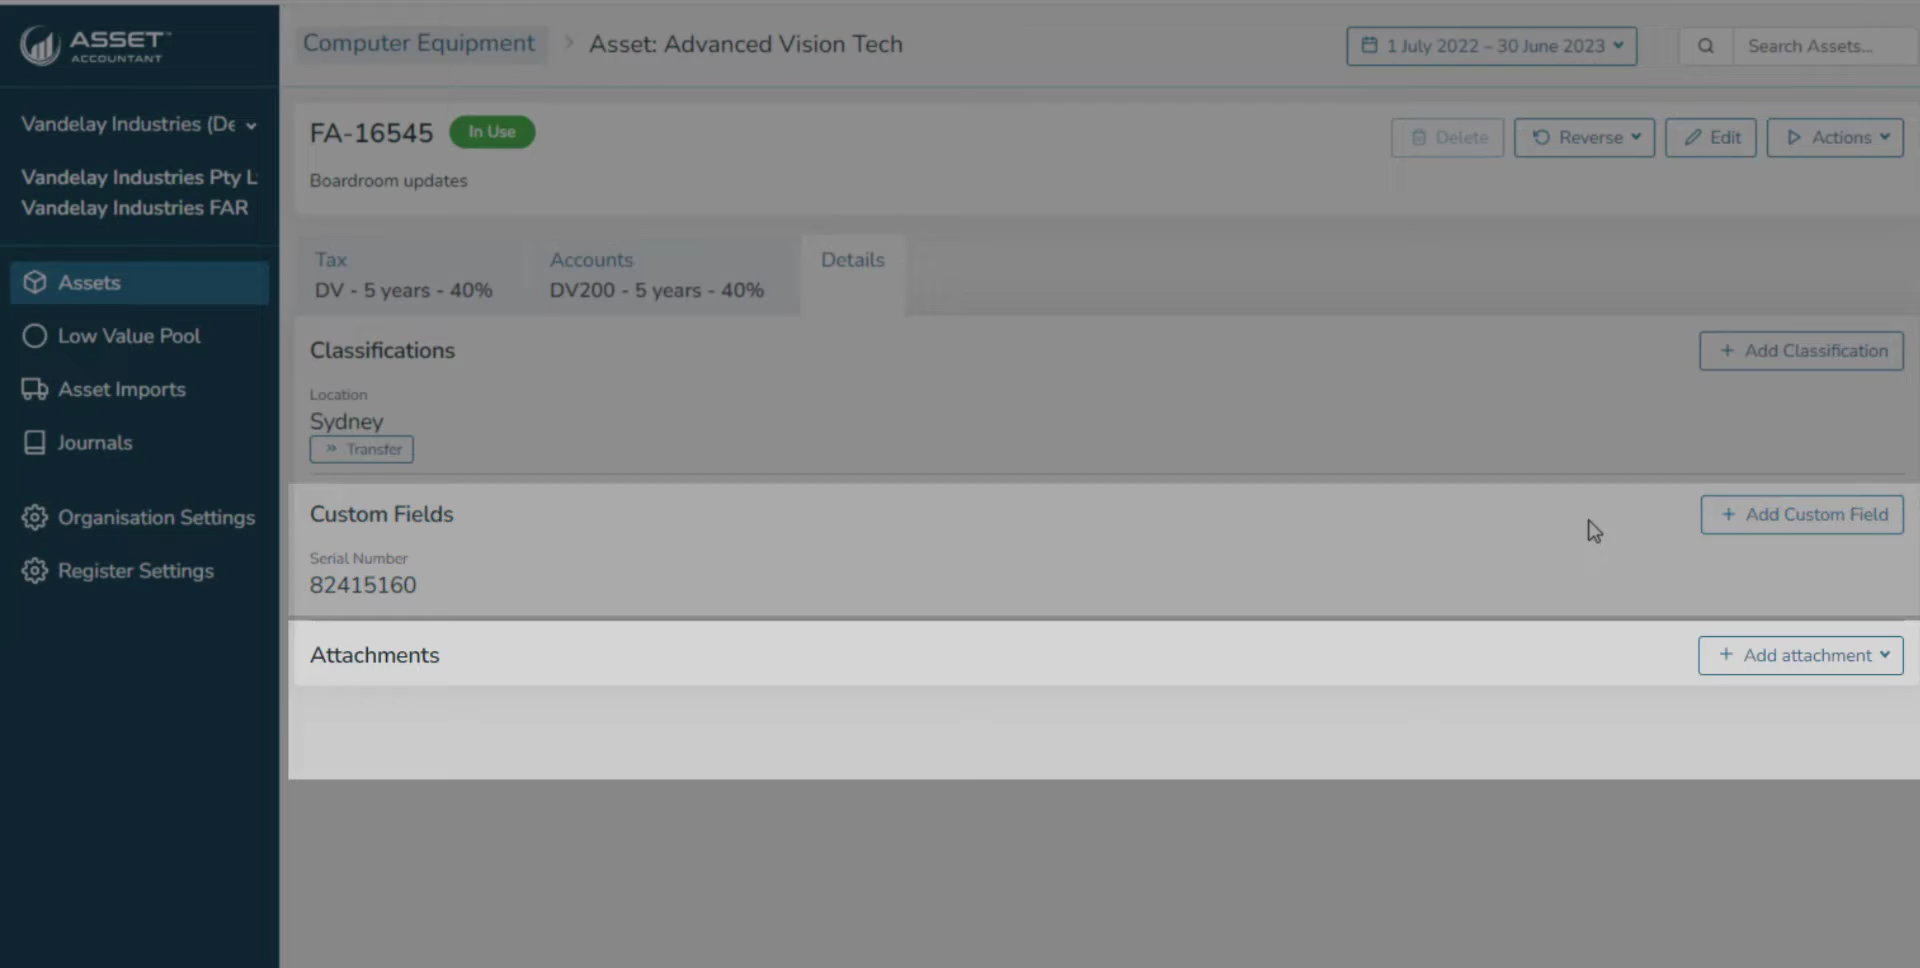 ASSET
ACCOUNTANT
Computer Equipment > Asset: Advanced Vision Tech
1 July 2022 – 30 June 2023
Search Assets...
Vandelay Industries (De
Vandelay Industries Pty L
Vandelay Industries FAR
Assets
Low Value Pool
Asset Imports
Journals
Organisation Settings
Register Settings
FA-16545 In Use
Delete Reverse Edit Actions
Boardroom updates
Tax Accounts Details
DV - 5 years - 40% DV200 - 5 years - 40%
Classifications + Add Classification
Location
Sydney
» Transfer
Custom Fields + Add Custom Field
Serial Number
82415160
Attachments + Add attachment